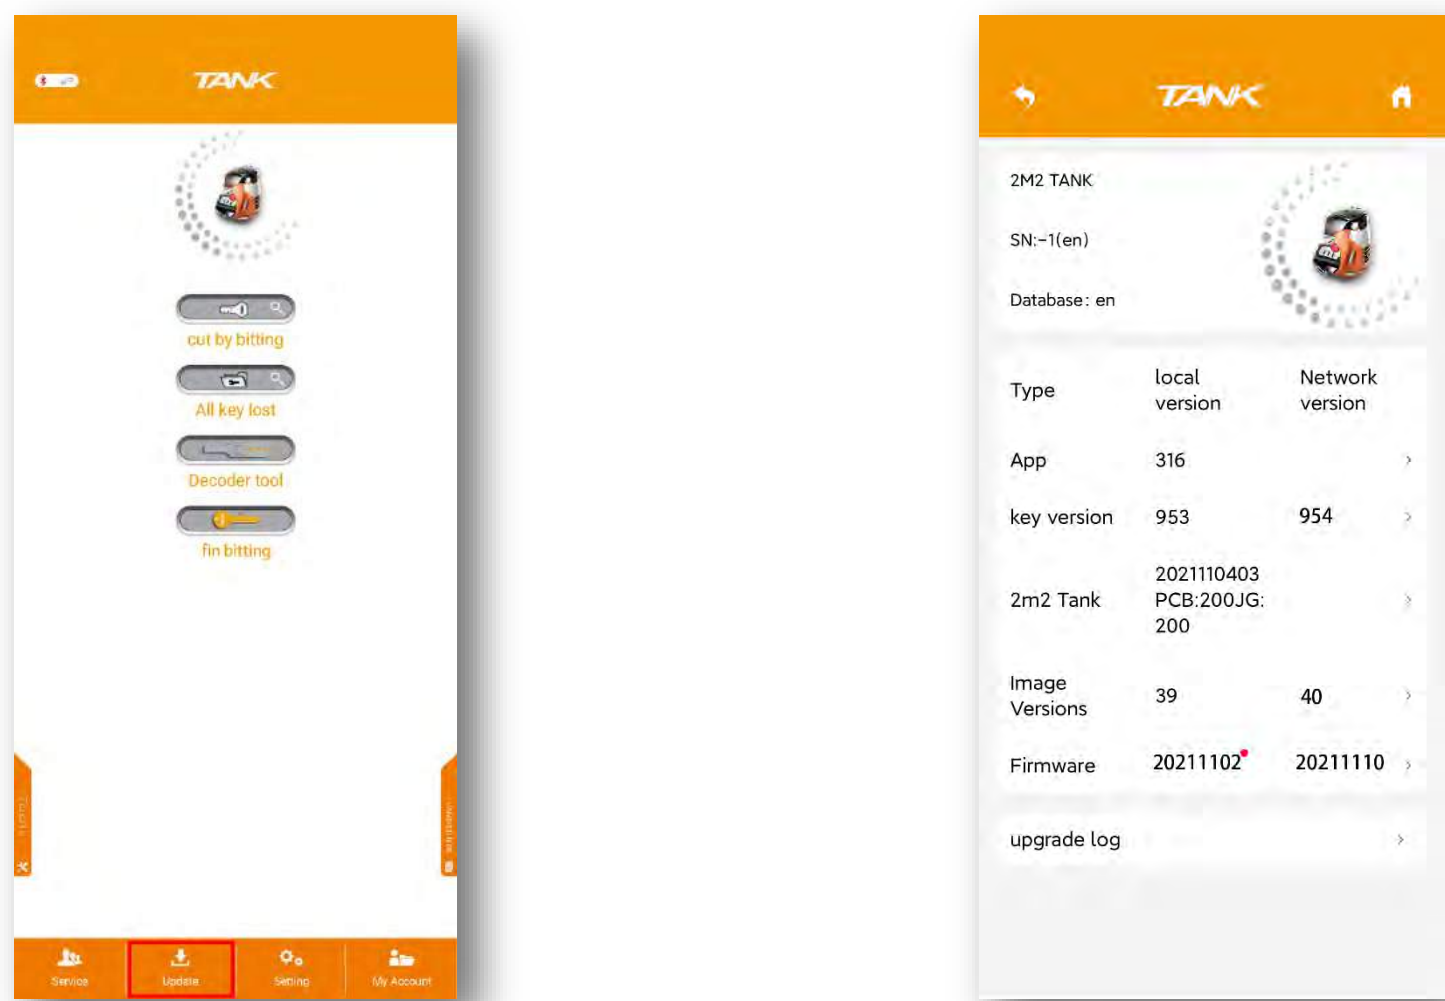 TANK
cut by bitting
All key lost
Decoder tool
fin bitting
Service
Update
Setting
My Account
TANK
2M2 TANK
SN:-1(en)
Database: en
Type local version Network version
App 316
key version 953 954
2m2 Tank 2021110403 PCB:200JG: 200
Image Versions 39 40
Firmware 20211102 20211110
upgrade log